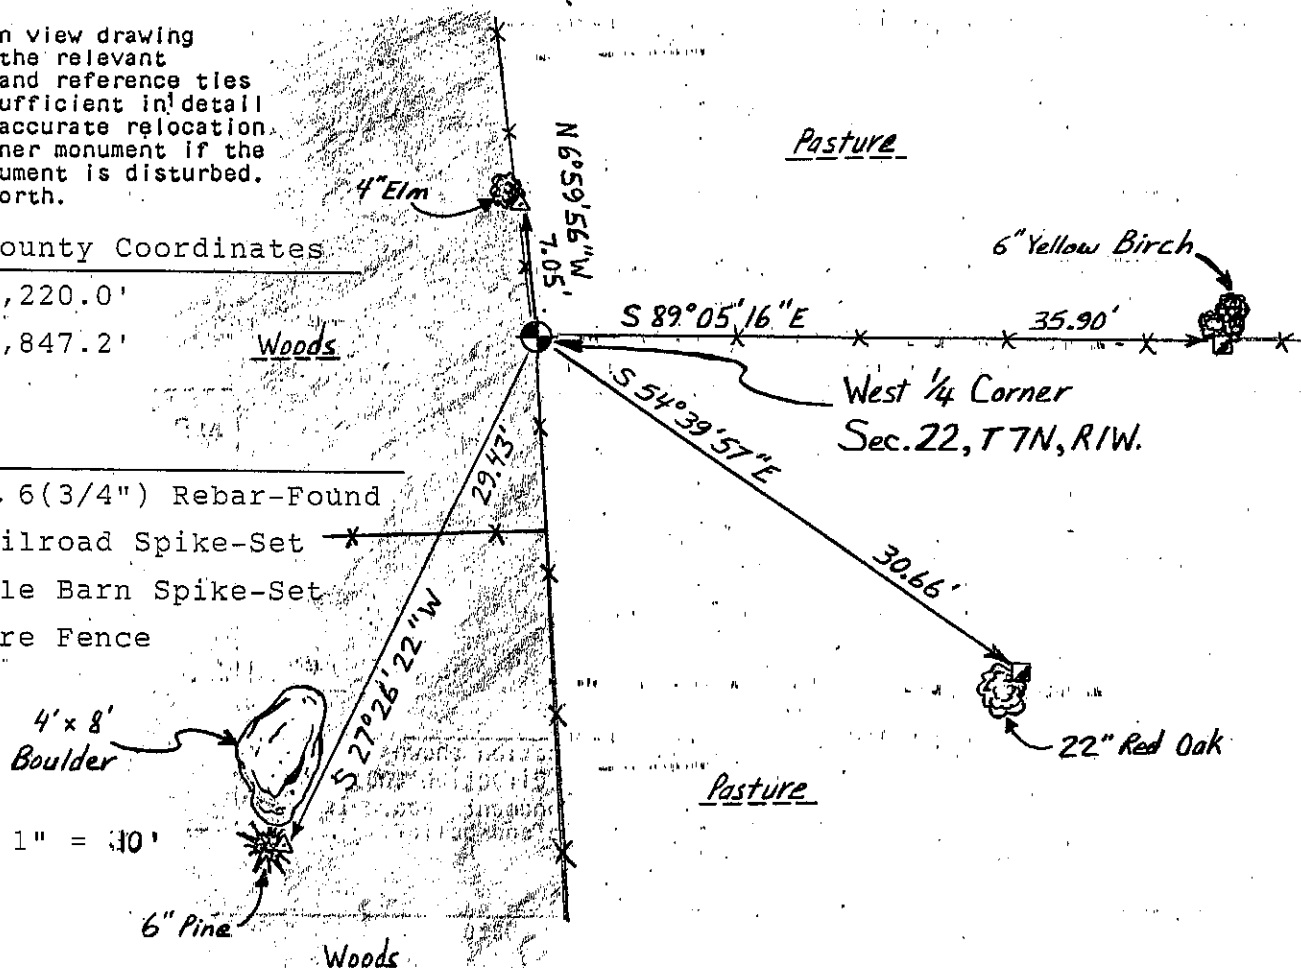 n view drawing
the relevant
and reference ties
ufficient in detail
accurate relocation
ner monument if the
ument is disturbed.
orth.
ounty Coordinates
,220.0'
,847.2'
Woods
6(3/4") Rebar-Found
ilroad Spike-Set
le Barn Spike-Set
re Fence
4' x 8'
Boulder
1" = 10'
6" Pine
Woods
4" Elm
N 6°59'56" W
7.05'
Pasture
6" Yellow Birch
S 89°05'16" E
35.90'
West 1/4 Corner
Sec. 22, T7N, R1W.
S 54°39'57" E
30.66'
29.43'
S 27°26'22" W
22" Red Oak
Pasture